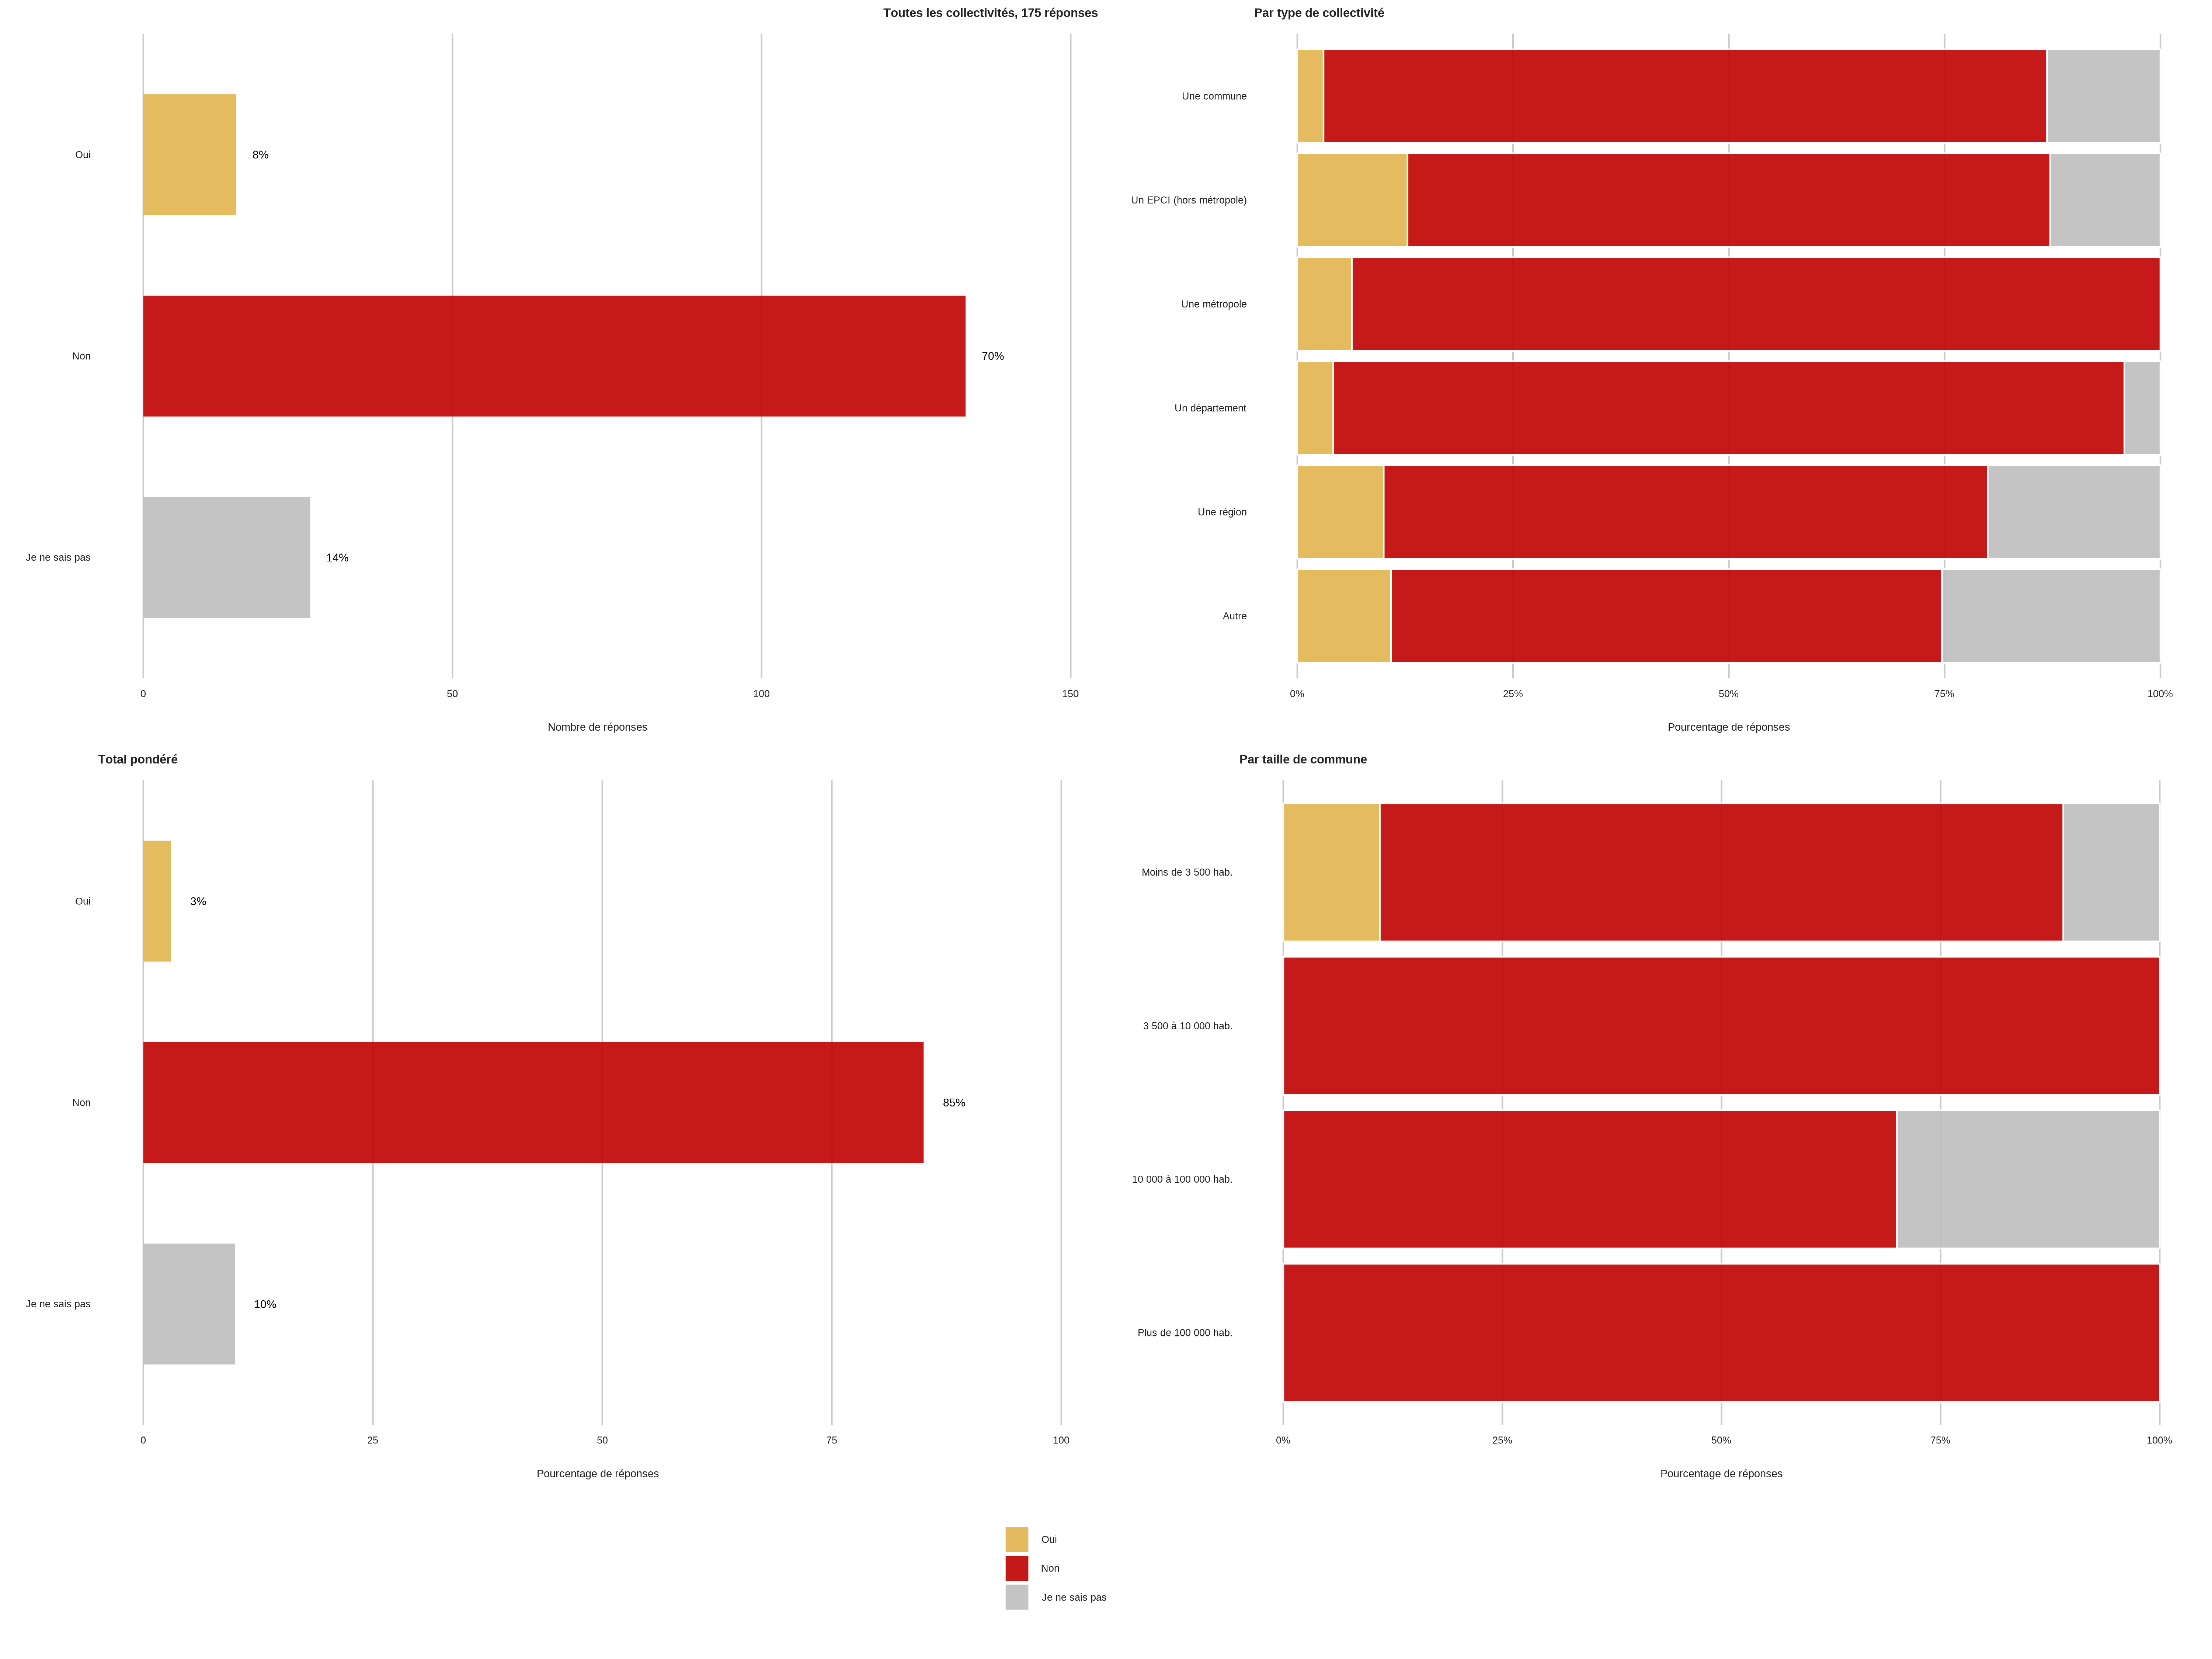 Toutes les collectivités, 175 réponses
Oui
8%
Non
70%
Je ne sais pas
14%
0 50 100 150
Nombre de réponses
Par type de collectivité
Une commune
Un EPCI (hors métropole)
Une métropole
Un département
Une région
Autre
0% 25% 50% 75% 100%
Pourcentage de réponses
Total pondéré
Oui
3%
Non
85%
Je ne sais pas
10%
0 25 50 75 100
Pourcentage de réponses
Par taille de commune
Moins de 3 500 hab.
3 500 à 10 000 hab.
10 000 à 100 000 hab.
Plus de 100 000 hab.
0% 25% 50% 75% 100%
Pourcentage de réponses
Oui
Non
Je ne sais pas